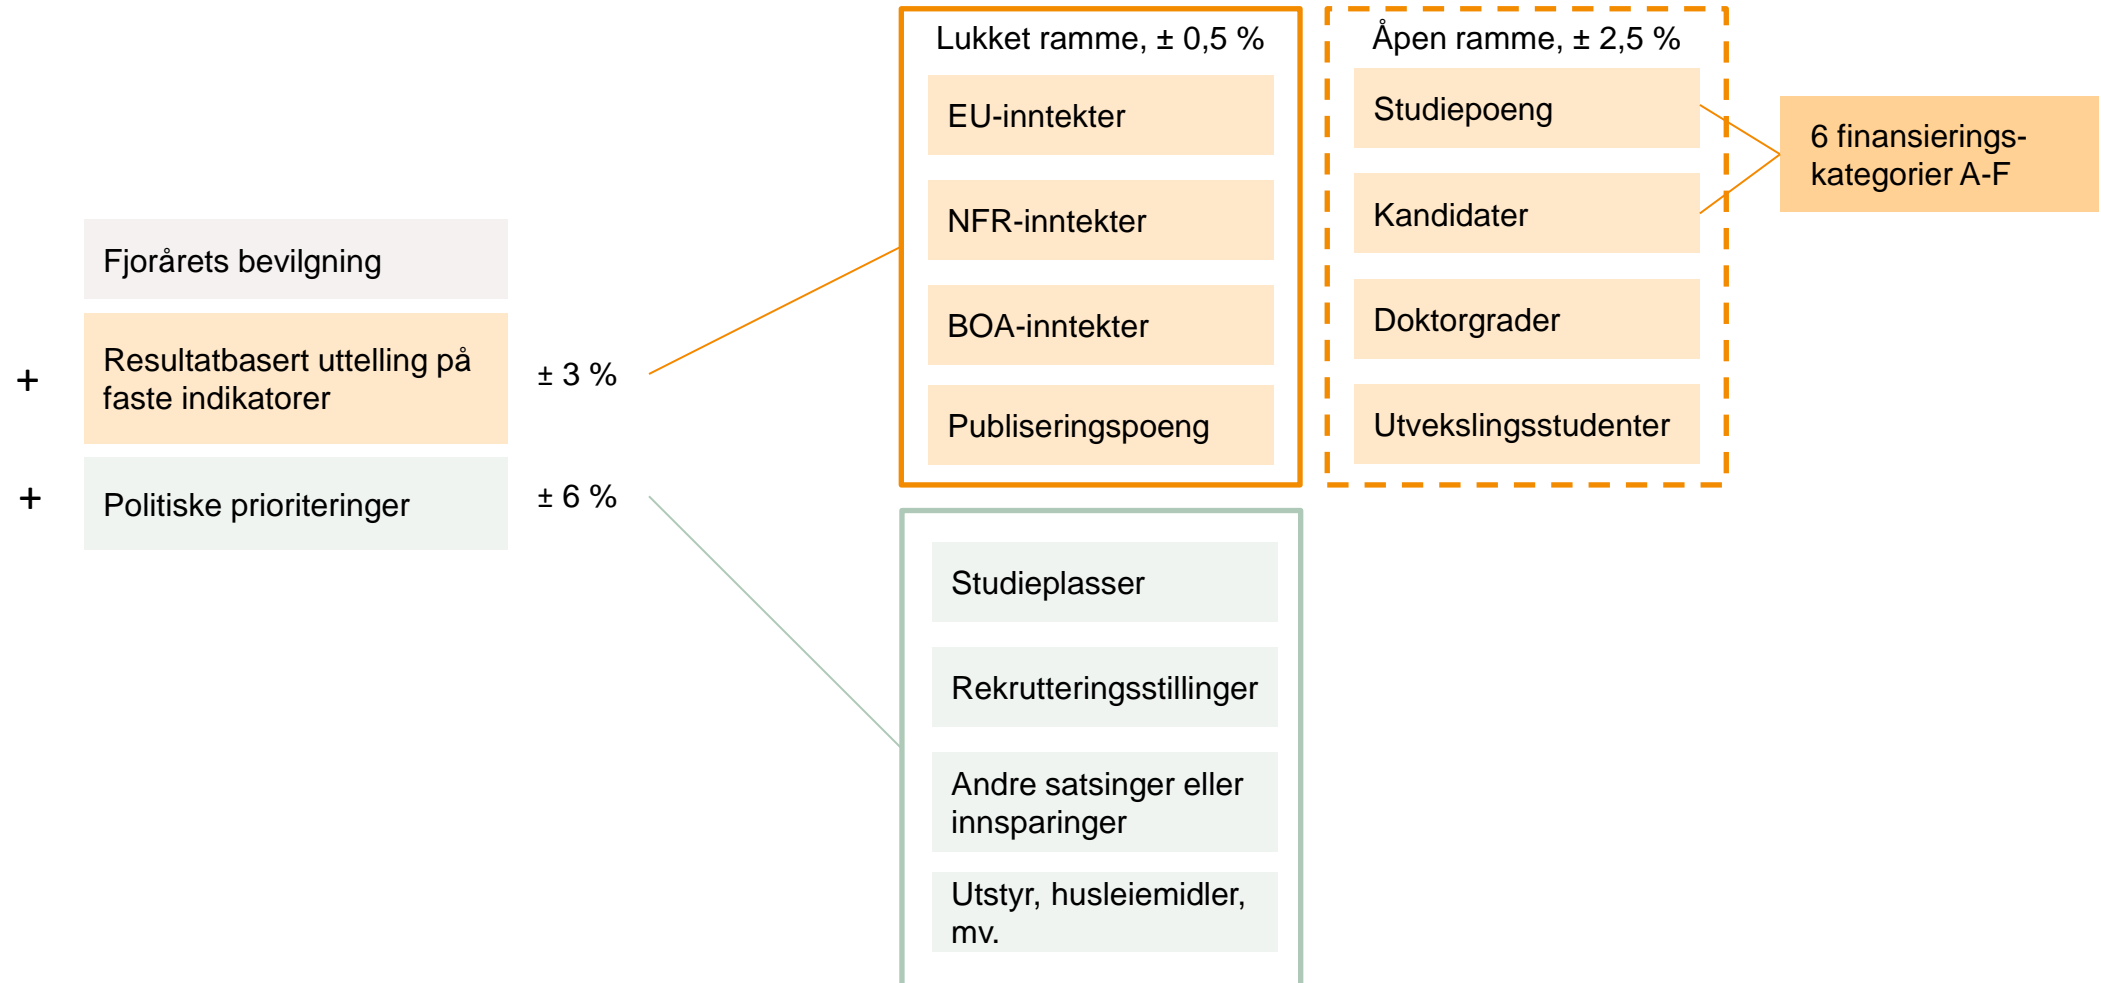 Fjorårets bevilgning
+
Resultatbasert uttelling på
faste indikatorer
± 3 %
+
Politiske prioriteringer
± 6 %
Lukket ramme, ± 0,5 %
EU-inntekter
NFR-inntekter
BOA-inntekter
Publiseringspoeng
Åpen ramme, ± 2,5 %
Studiepoeng
Kandidater
Doktorgrader
Utvekslingsstudenter
6 finansierings-
kategorier A-F
Studieplasser
Rekrutteringsstillinger
Andre satsinger eller
innsparinger
Utstyr, husleiemidler,
mv.